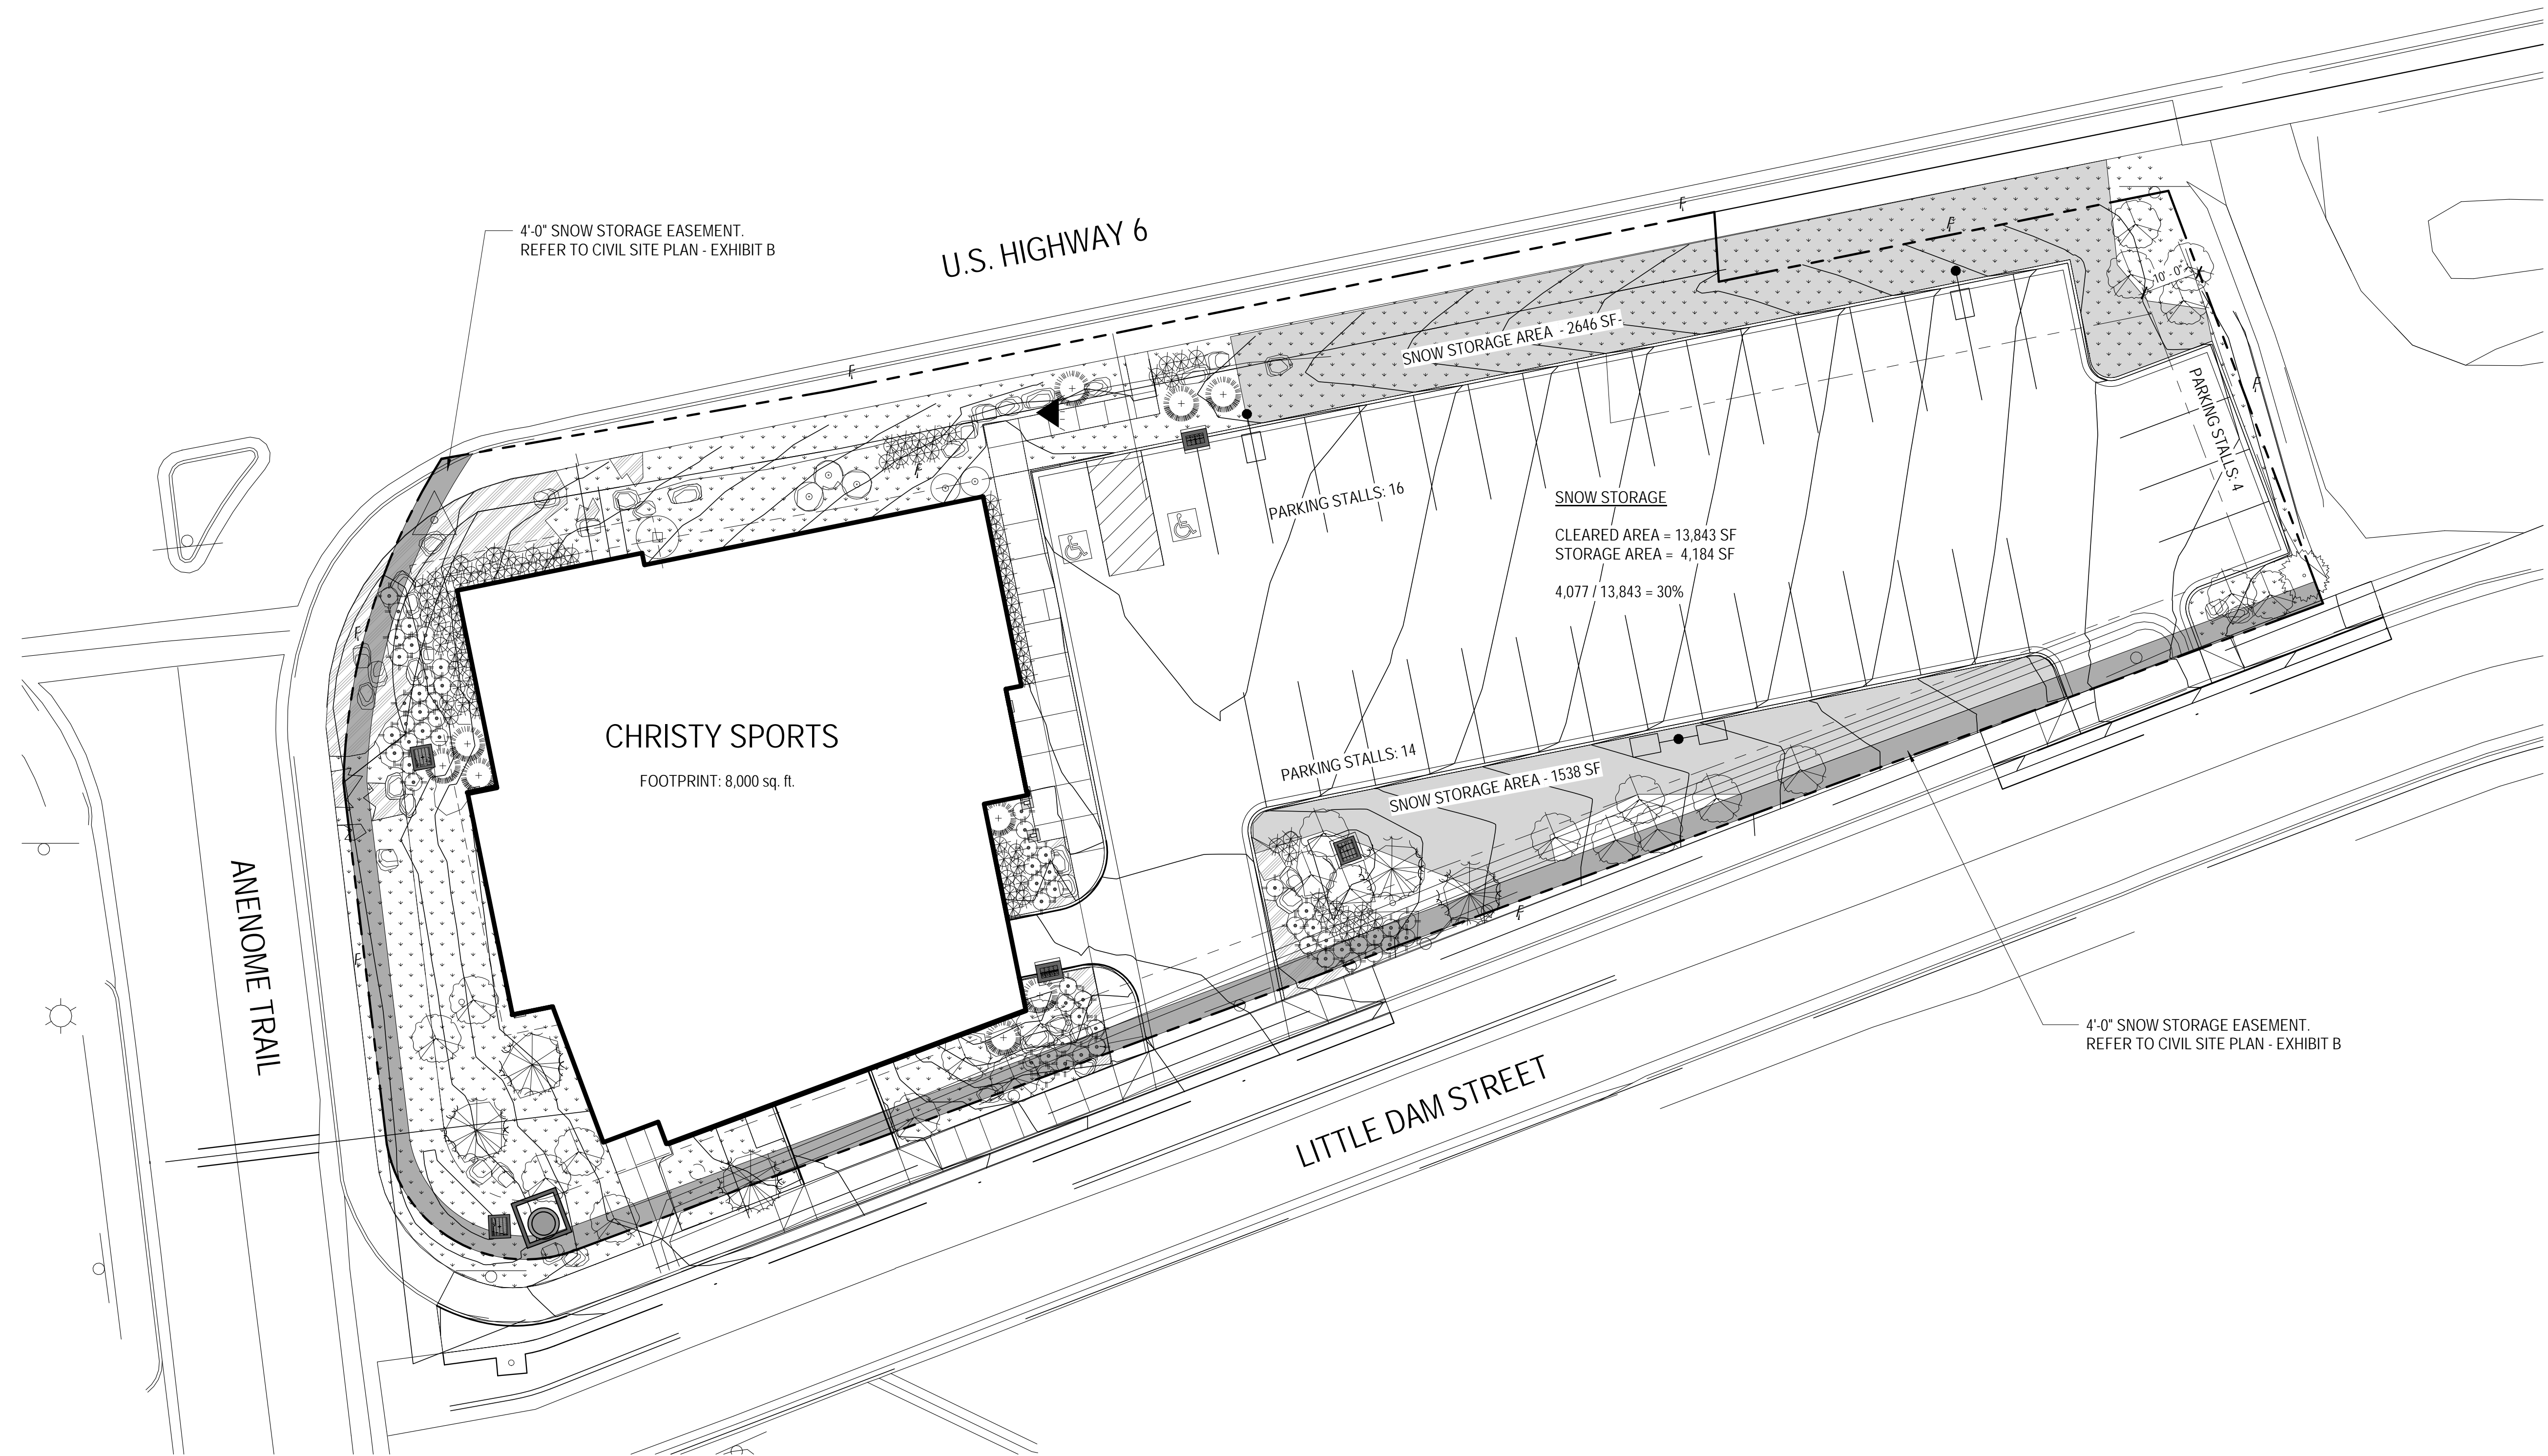 U.S. HIGHWAY 6
4'-0" SNOW STORAGE EASEMENT.
REFER TO CIVIL SITE PLAN - EXHIBIT B
10'-0"
SNOW STORAGE AREA - 2646 SF
PARKING STALLS: 4
PARKING STALLS: 16
SNOW STORAGE
CLEARED AREA = 13,843 SF
STORAGE AREA = 4,184 SF
4,077 / 13,843 = 30%
CHRISTY SPORTS
FOOTPRINT: 8,000 sq. ft.
PARKING STALLS: 14
SNOW STORAGE AREA - 1538 SF
ANENOME TRAIL
4'-0" SNOW STORAGE EASEMENT.
REFER TO CIVIL SITE PLAN - EXHIBIT B
LITTLE DAM STREET